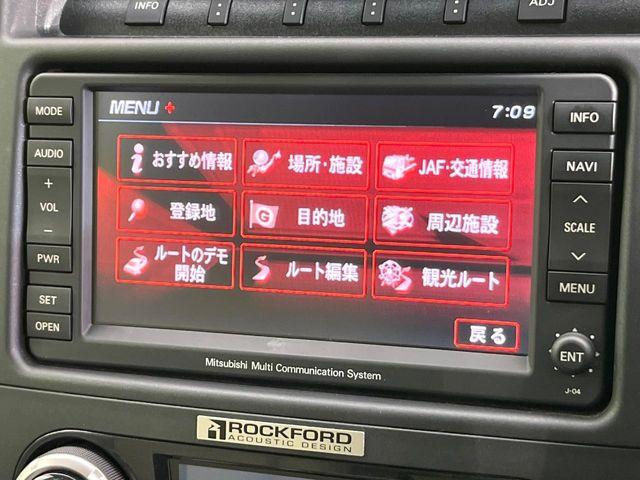 INFO
ADJ
MODE
AUDIO
+
VOL
−
PWR
SET
OPEN
MENU
7:09
おすすめ情報
場所・施設
JAF・交通情報
登録地
G
目的地
周辺施設
ルートのデモ
開始
ルート編集
観光ルート
戻る
INFO
NAVI
SCALE
MENU
ENT
J-04
Mitsubishi Multi Communication System
ROCKFORD
ACOUSTIC DESIGN